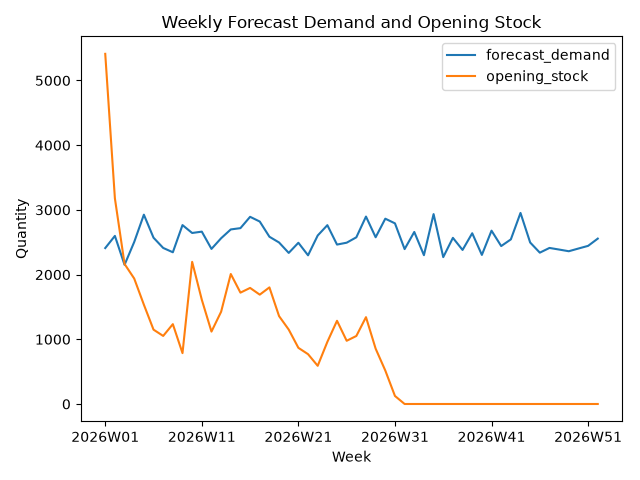 Weekly Forecast Demand and Opening Stock
forecast_demand
opening_stock
Quantity
5000
4000
3000
2000
1000
0
2026W01 2026W11 2026W21 2026W31 2026W41 2026W51
Week